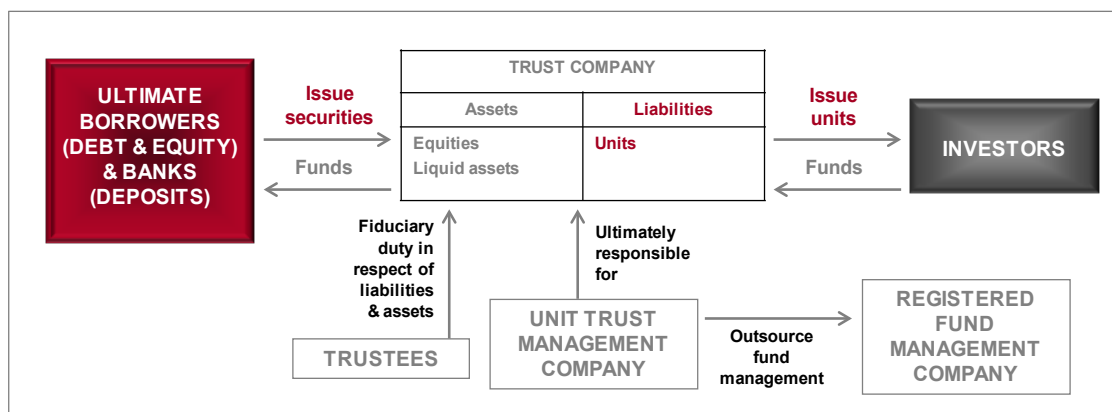 TRUST COMPANY
Assets
Liabilities
Equities
Liquid assets
Units
ULTIMATE
BORROWERS
(DEBT & EQUITY)
& BANKS
(DEPOSITS)
Issue
securities
Funds
Issue
units
Funds
INVESTORS
Fiduciary
duty in
respect of
liabilities
& assets
Ultimately
responsible
for
TRUSTEES
UNIT TRUST
MANAGEMENT
COMPANY
Outsource
fund
management
REGISTERED
FUND
MANAGEMENT
COMPANY